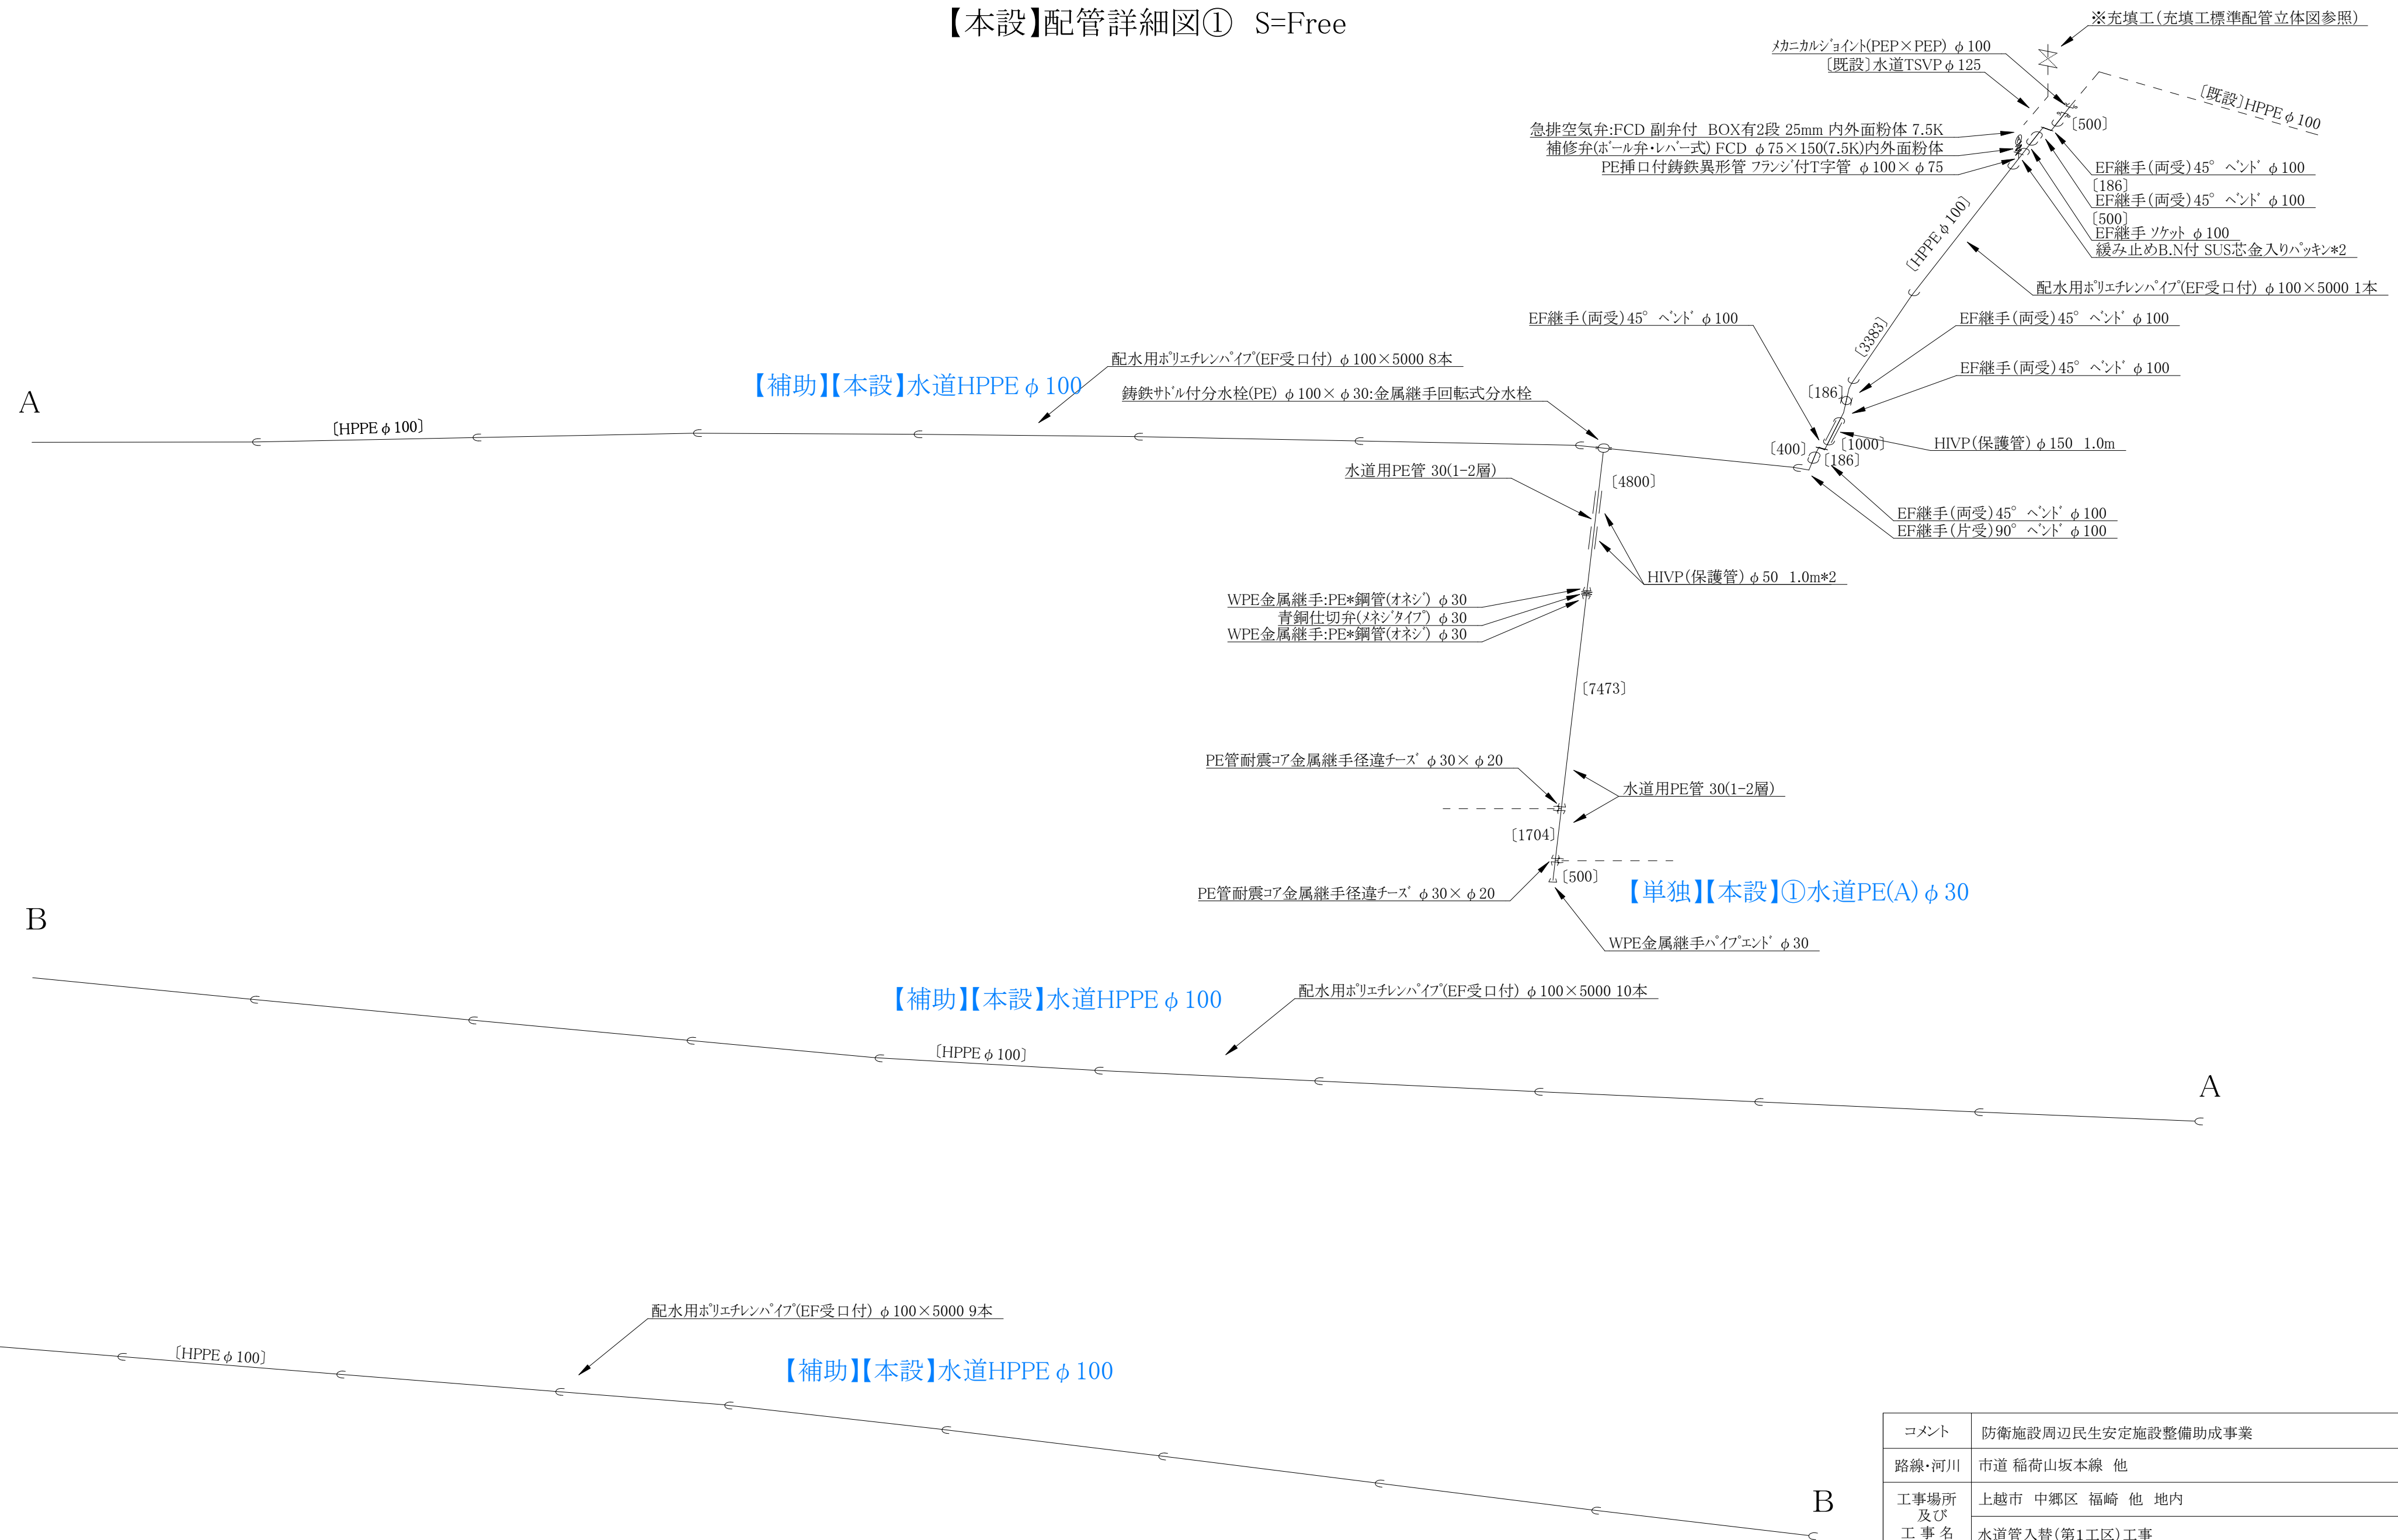 【本設】配管詳細図①　S=Free
※充填工(充填工標準配管立体図参照)
ﾒｶﾆｶﾙｼﾞｮｲﾝﾄ(PEP×PEP) φ100
〔既設〕水道TSVPφ125
〔既設〕HPPEφ100
〔500〕
急排空気弁:FCD 副弁付　BOX有2段 25mm 内外面粉体 7.5K
補修弁(ﾎﾞｰﾙ弁・ﾚﾊﾞｰ式) FCD φ75×150(7.5K)内外面粉体
PE挿口付鋳鉄異形管 ﾌﾗﾝｼﾞ付T字管 φ100×φ75
EF継手(両受)45° ﾍﾞﾝﾄﾞ φ100
〔186〕
EF継手(両受)45° ﾍﾞﾝﾄﾞ φ100
〔500〕
EF継手 ｿｹｯﾄ φ100
緩み止めB.N付 SUS芯金入りﾊﾟｯｷﾝ*2
〔HPPEφ100〕
配水用ﾎﾟﾘｴﾁﾚﾝﾊﾟｲﾌﾟ(EF受口付) φ100×5000 1本
EF継手(両受)45° ﾍﾞﾝﾄﾞ φ100
EF継手(両受)45° ﾍﾞﾝﾄﾞ φ100
〔3383〕
配水用ﾎﾟﾘｴﾁﾚﾝﾊﾟｲﾌﾟ(EF受口付) φ100×5000 8本
EF継手(両受)45° ﾍﾞﾝﾄﾞ φ100
【補助】【本設】水道HPPEφ100
鋳鉄ｻﾄﾞﾙ付分水栓(PE) φ100×φ30:金属継手回転式分水栓
〔186〕
A
〔HPPEφ100〕
HIVP(保護管)φ150　1.0m
〔400〕
〔1000〕
〔186〕
水道用PE管 30(1-2層)
〔4800〕
EF継手(両受)45° ﾍﾞﾝﾄﾞ φ100
EF継手(片受)90° ﾍﾞﾝﾄﾞ φ100
HIVP(保護管)φ50　1.0m*2
WPE金属継手:PE*鋼管(ｵﾈｼﾞ) φ30
青銅仕切弁(ﾒﾈｼﾞﾀｲﾌﾟ) φ30
WPE金属継手:PE*鋼管(ｵﾈｼﾞ) φ30
〔7473〕
PE管耐震ｺｱ金属継手径違ﾁｰｽﾞ φ30×φ20
水道用PE管 30(1-2層)
〔1704〕
〔500〕
PE管耐震ｺｱ金属継手径違ﾁｰｽﾞ φ30×φ20
【単独】【本設】①水道PE(A)φ30
WPE金属継手ﾊﾟｲﾌﾟｴﾝﾄﾞ φ30
B
【補助】【本設】水道HPPEφ100
配水用ﾎﾟﾘｴﾁﾚﾝﾊﾟｲﾌﾟ(EF受口付) φ100×5000 10本
〔HPPEφ100〕
A
配水用ﾎﾟﾘｴﾁﾚﾝﾊﾟｲﾌﾟ(EF受口付) φ100×5000 9本
〔HPPEφ100〕
【補助】【本設】水道HPPEφ100
B
コメント　防衛施設周辺民生安定施設整備助成事業
路線・河川　市道 稲荷山坂本線　他
工事場所　上越市　中郷区　福崎　他　地内
及び
工 事 名　水道管入替(第1工区)工事